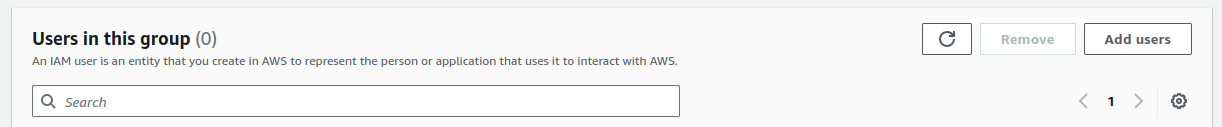 Users in this group (0)
Remove
Add users
An IAM user is an entity that you create in AWS to represent the person or application that uses it to interact with AWS.
Search
1